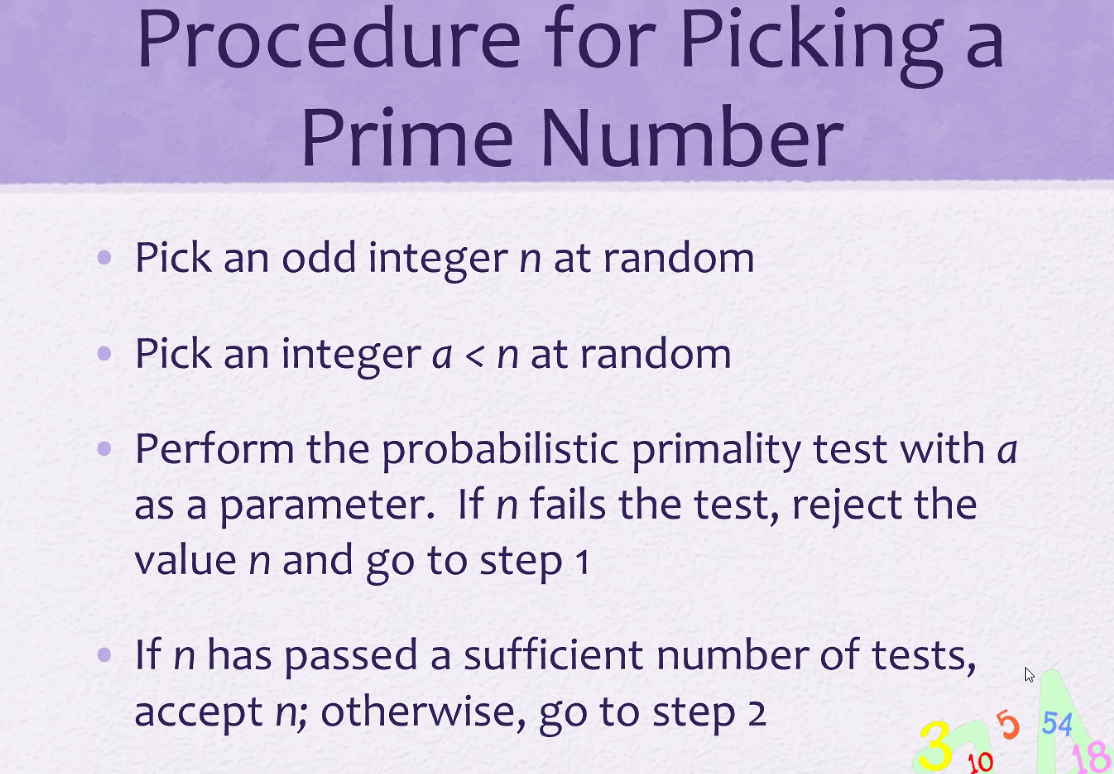 Procedure for Picking a
Prime Number
• Pick an odd integer n at random
• Pick an integer a < n at random
• Perform the probabilistic primality test with a
as a parameter.  If n fails the test, reject the
value n and go to step 1
• If n has passed a sufficient number of tests,
accept n; otherwise, go to step 2
3 10 5 54 18